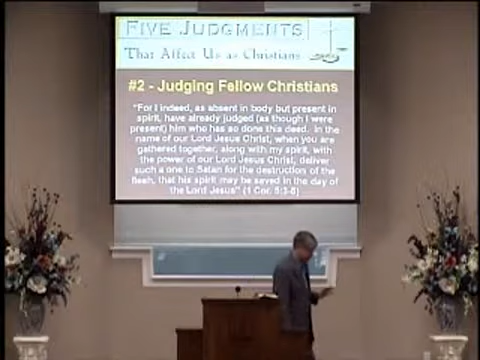 FIVE JUDGMENTS
That Affect Us as Christians
#2 - Judging Fellow Christians
"For I indeed, as absent in body but present in
spirit, have already judged (as though I were
present) him who has so done this deed. In the
name of our Lord Jesus Christ, when you are
gathered together, along with my spirit, with
the power of our Lord Jesus Christ, deliver
such a one to Satan for the destruction of the
flesh, that his spirit may be saved in the day of
the Lord Jesus" (1 Cor. 5:3-5)